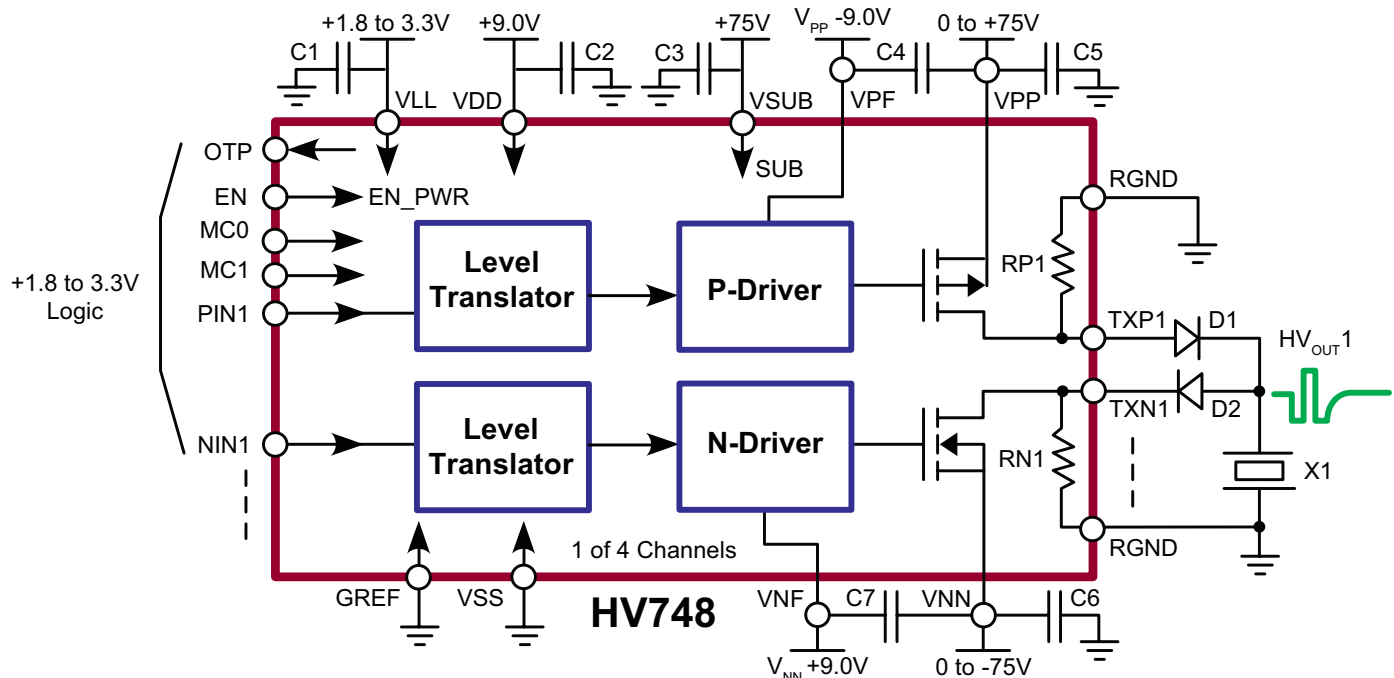 +1.8 to 3.3V
+9.0V
+75V
VPP -9.0V
0 to +75V
C1
C2
C3
C4
C5
VLL
VDD
VSUB
VPF
VPP
OTP
EN
EN_PWR
SUB
RGND
MC0
MC1
PIN1
+1.8 to 3.3V
Logic
Level
Translator
P-Driver
RP1
TXP1
D1
HVOUT1
NIN1
Level
Translator
N-Driver
RN1
TXN1
D2
X1
1 of 4 Channels
RGND
GREF
VSS
HV748
VNF
C7
VNN
C6
VNN +9.0V
0 to -75V